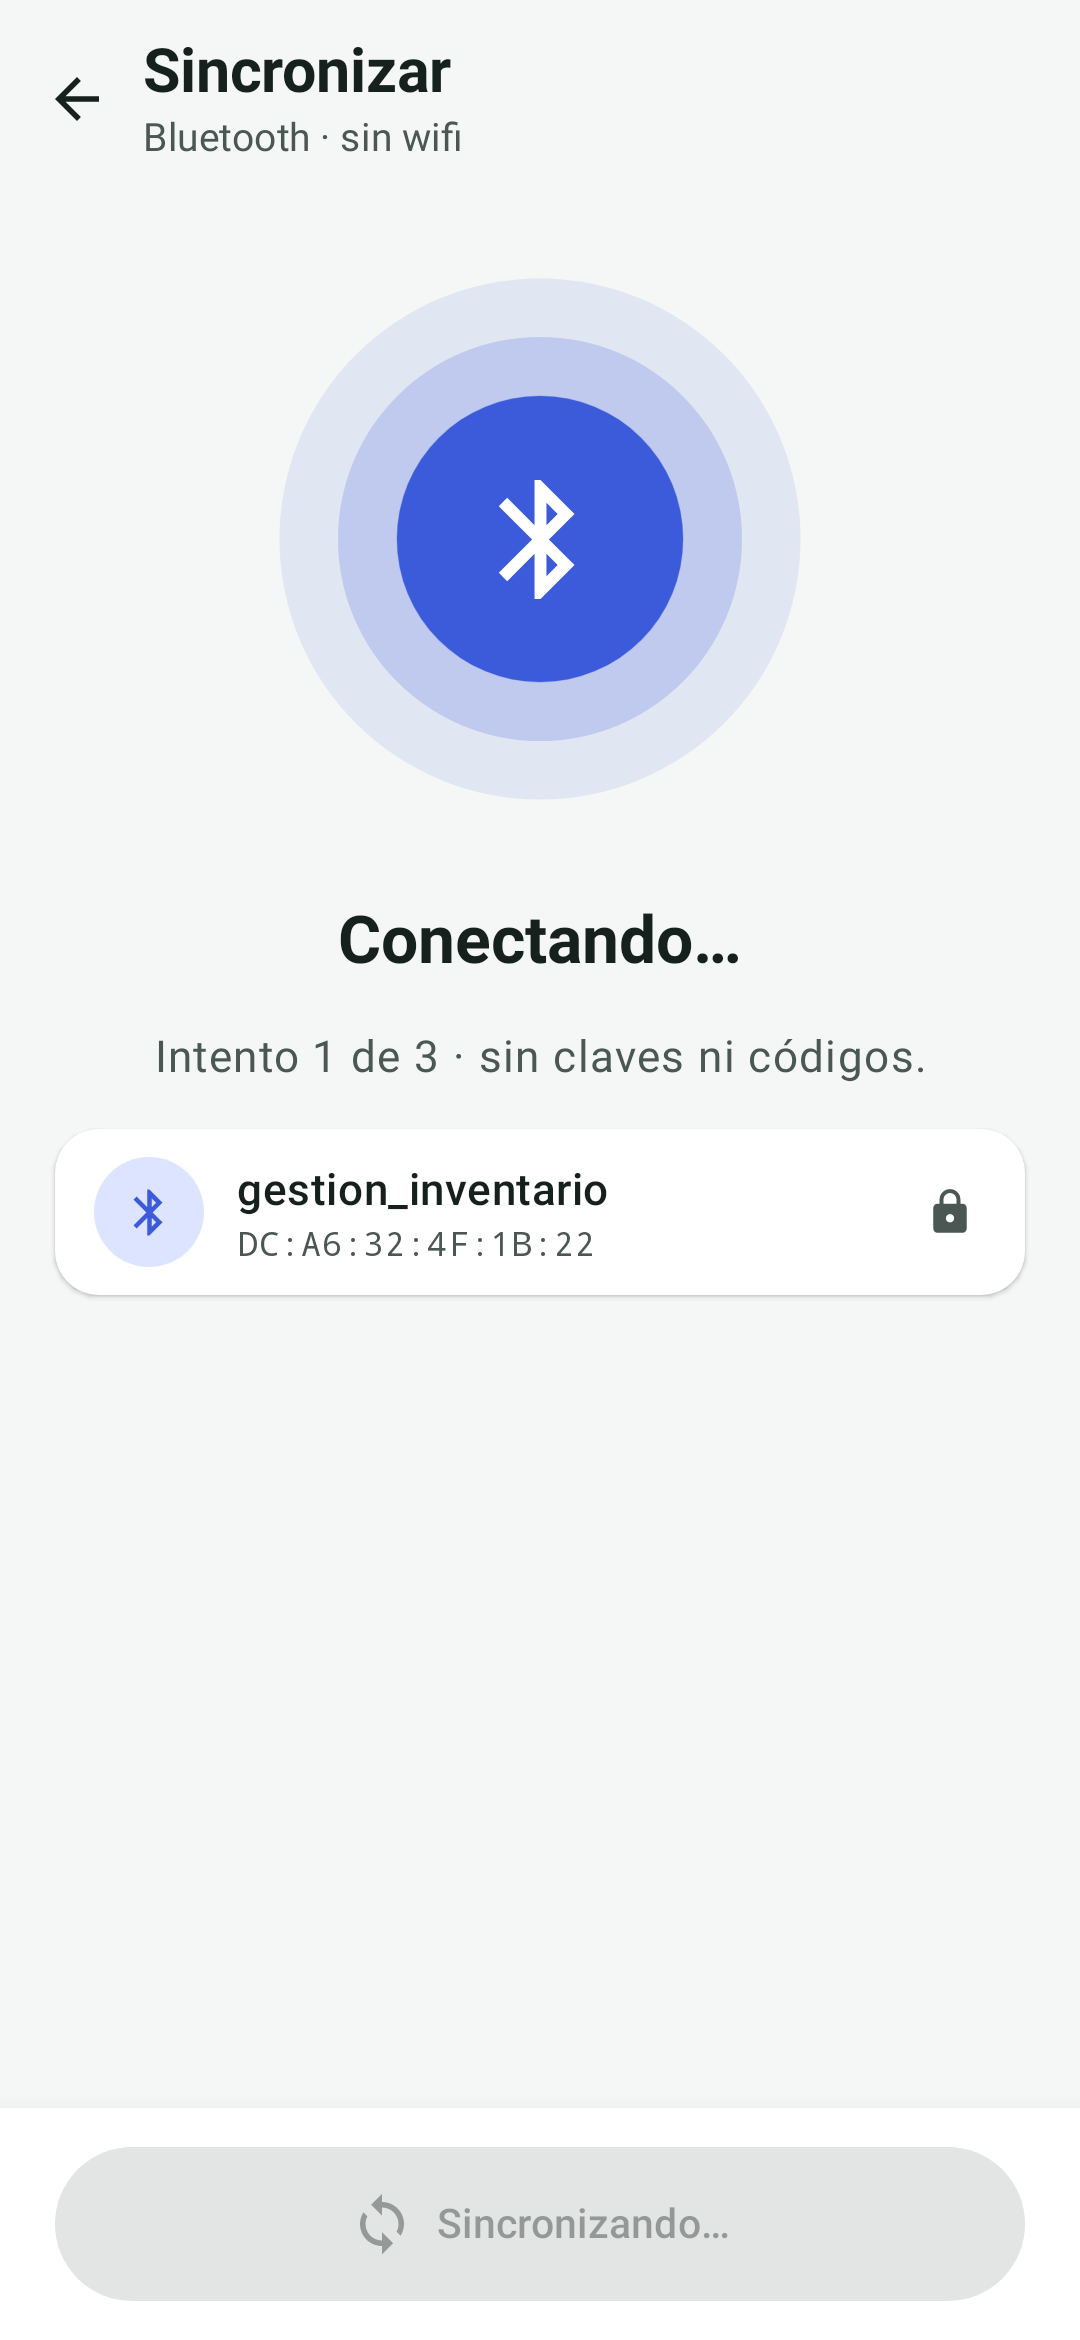 Sincronizar
Bluetooth · sin wifi
Conectando…
Intento 1 de 3 · sin claves ni códigos.
gestion_inventario
DC:A6:32:4F:1B:22
Sincronizando…